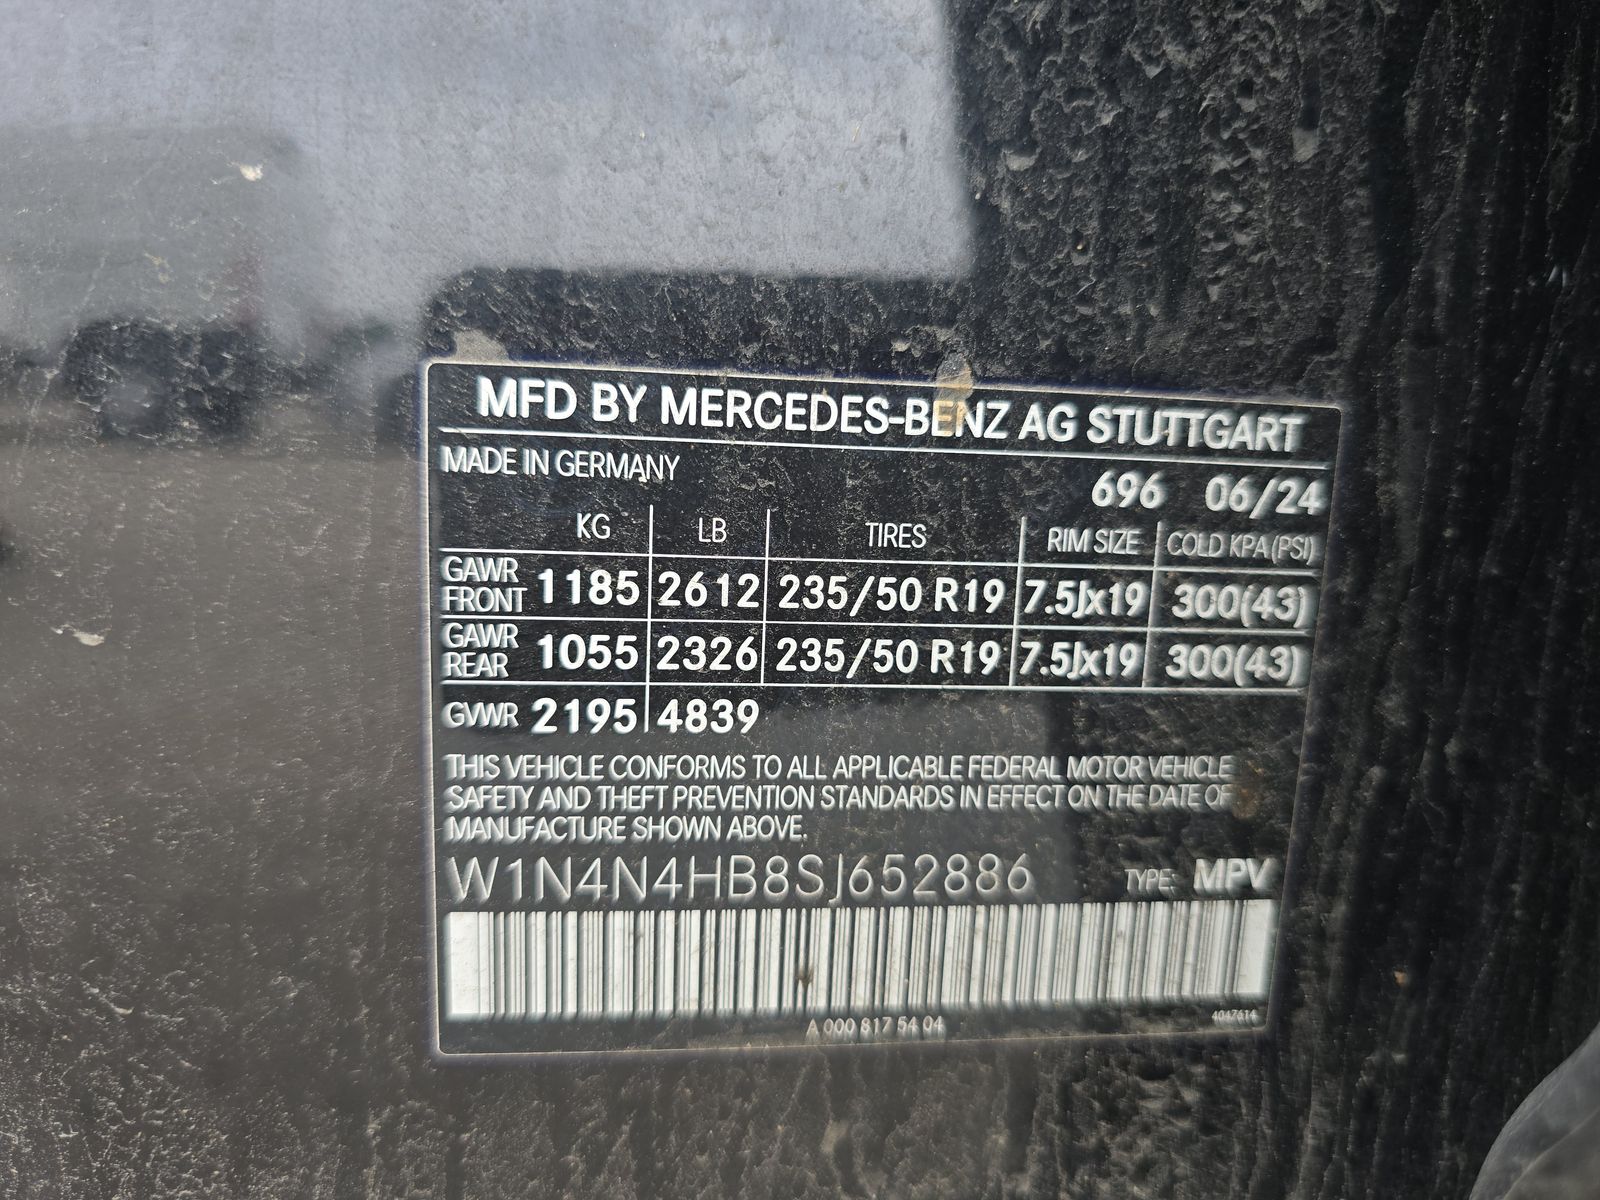 MFD BY MERCEDES-BENZ AG STUTTGART
MADE IN GERMANY
696 06/24
KG LB TIRES RIM SIZE COLD KPA (PSI)
GAWR FRONT 1185 2612 235/50 R19 7.5Jx19 300(43)
GAWR REAR 1055 2326 235/50 R19 7.5Jx19 300(43)
GVWR 2195 4839
THIS VEHICLE CONFORMS TO ALL APPLICABLE FEDERAL MOTOR VEHICLE
SAFETY AND THEFT PREVENTION STANDARDS IN EFFECT ON THE DATE OF
MANUFACTURE SHOWN ABOVE.
W1N4N4HB8SJ652886 TYPE: MPV
A 000 817 54 04
4047614